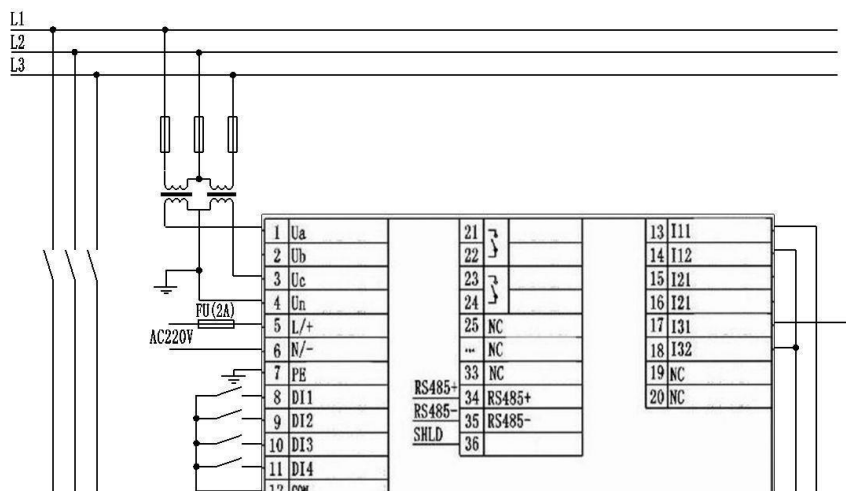 L1
L2
L3
1 Ua
2 Ub
3 Uc
4 Un
FU(2A)
5 L/+
AC220V
6 N/-
7 PE
8 DI1
9 DI2
10 DI3
11 DI4
12 COM
21
22
23
24
25 NC
... NC
33 NC
RS485+
34 RS485+
RS485-
35 RS485-
SHLD
36
13 I11
14 I12
15 I21
16 I21
17 I31
18 I32
19 NC
20 NC